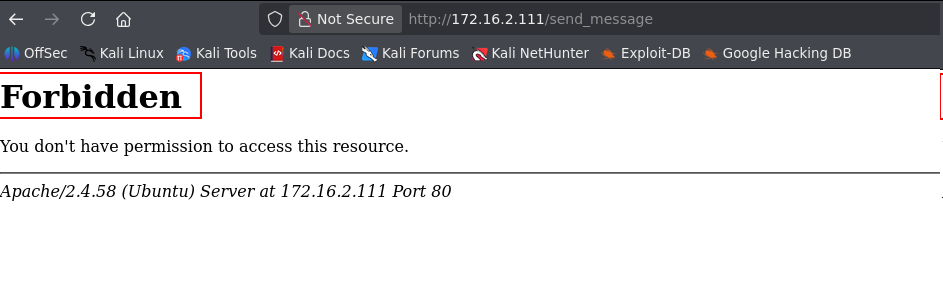 Not Secure http://172.16.2.111/send_message
OffSec Kali Linux Kali Tools Kali Docs Kali Forums Kali NetHunter Exploit-DB Google Hacking DB
Forbidden
You don't have permission to access this resource.
Apache/2.4.58 (Ubuntu) Server at 172.16.2.111 Port 80